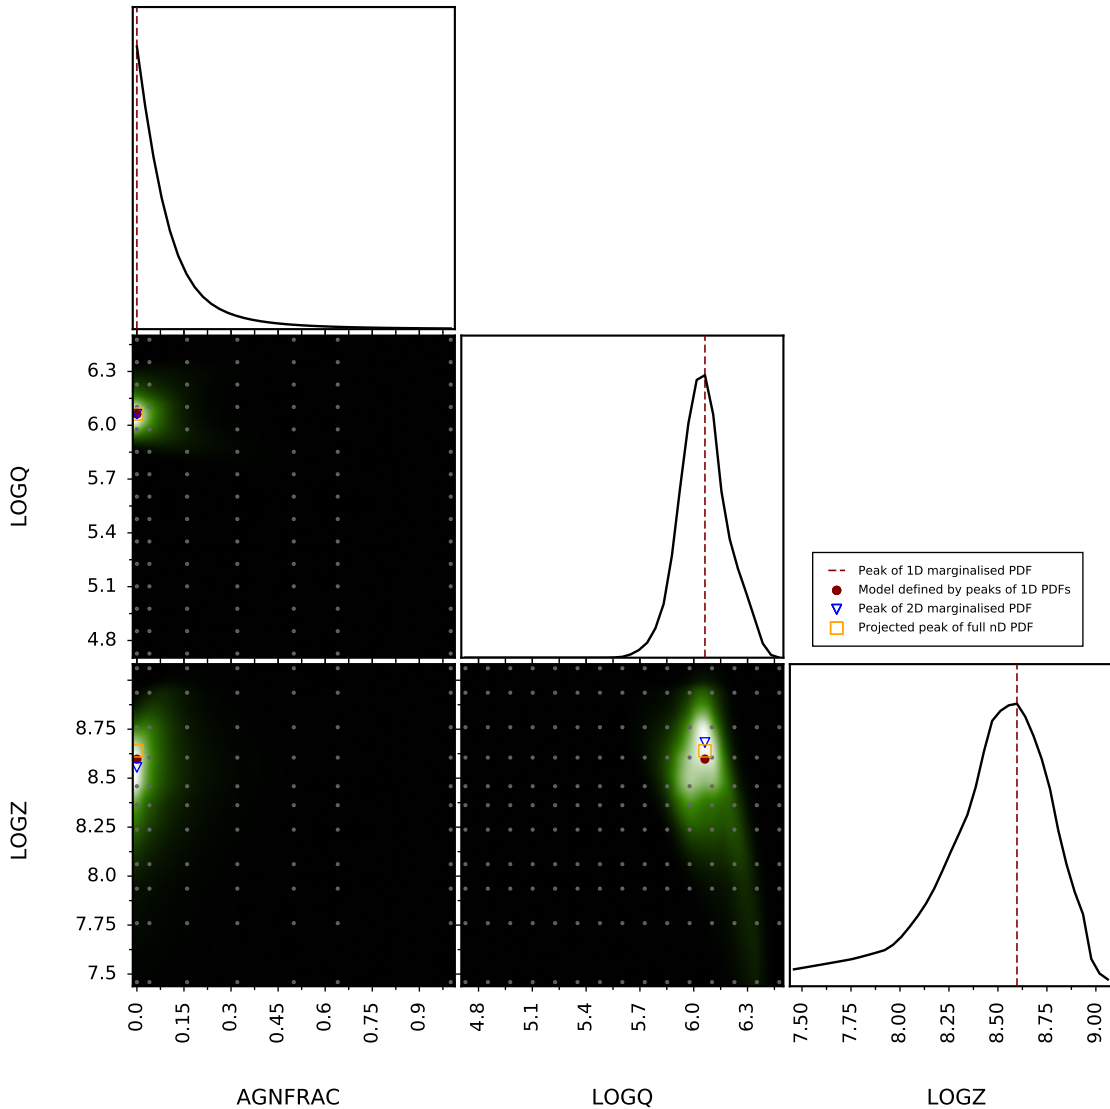 6.3
6.0
5.7
5.4
5.1
4.8
LOGQ
Peak of 1D marginalised PDF
Model defined by peaks of 1D PDFs
Peak of 2D marginalised PDF
Projected peak of full nD PDF
8.75
8.5
8.25
8.0
7.75
7.5
LOGZ
0.0 0.15 0.3 0.45 0.6 0.75 0.9
4.8 5.1 5.4 5.7 6.0 6.3
7.50 7.75 8.00 8.25 8.50 8.75 9.00
AGNFRAC LOGQ LOGZ